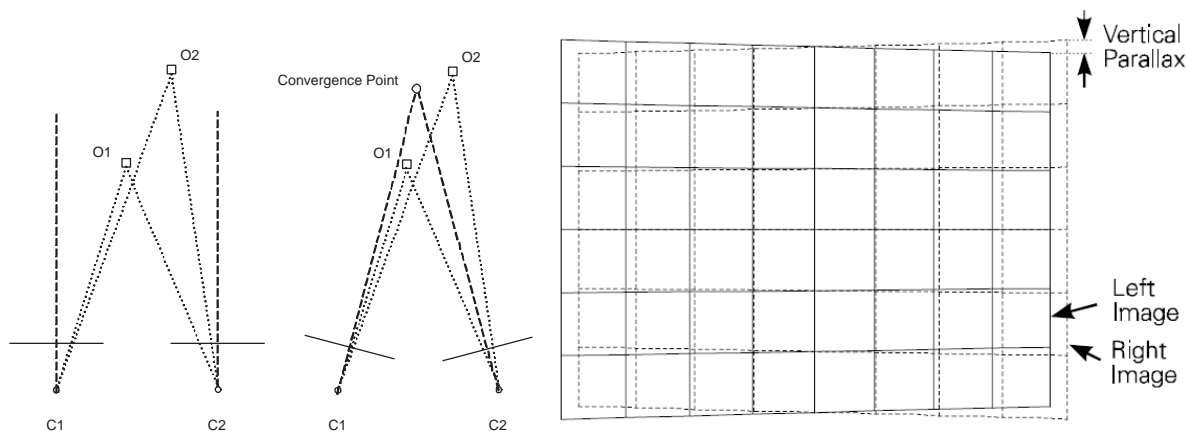 O2
O1
C1
C2
Convergence Point
O2
O1
C1
C2
Vertical
Parallax
Left
Image
Right
Image